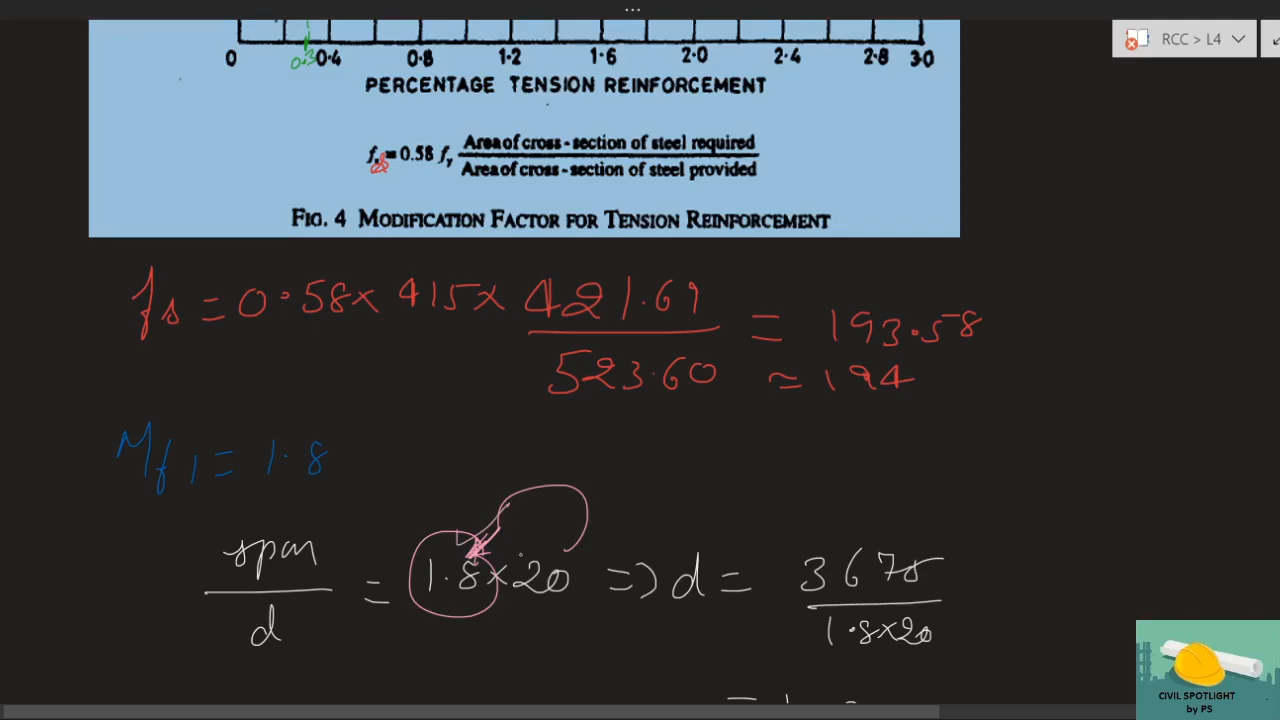 ...
RCC > L4
0 0.3 0·4 0·8 1·2 1·6 2·0 2·4 2·8 3·0
PERCENTAGE TENSION REINFORCEMENT
fs = 0.58 fy Area of cross - section of steel required
Area of cross - section of steel provided
FIG. 4 MODIFICATION FACTOR FOR TENSION REINFORCEMENT
fs = 0.58 × 415 × 421.69 / 523.60 = 193.58
≈ 194
Mf1 = 1.8
span / d = 1.8×20 => d = 3675 / 1.8×20
CIVIL SPOTLIGHT
by PS